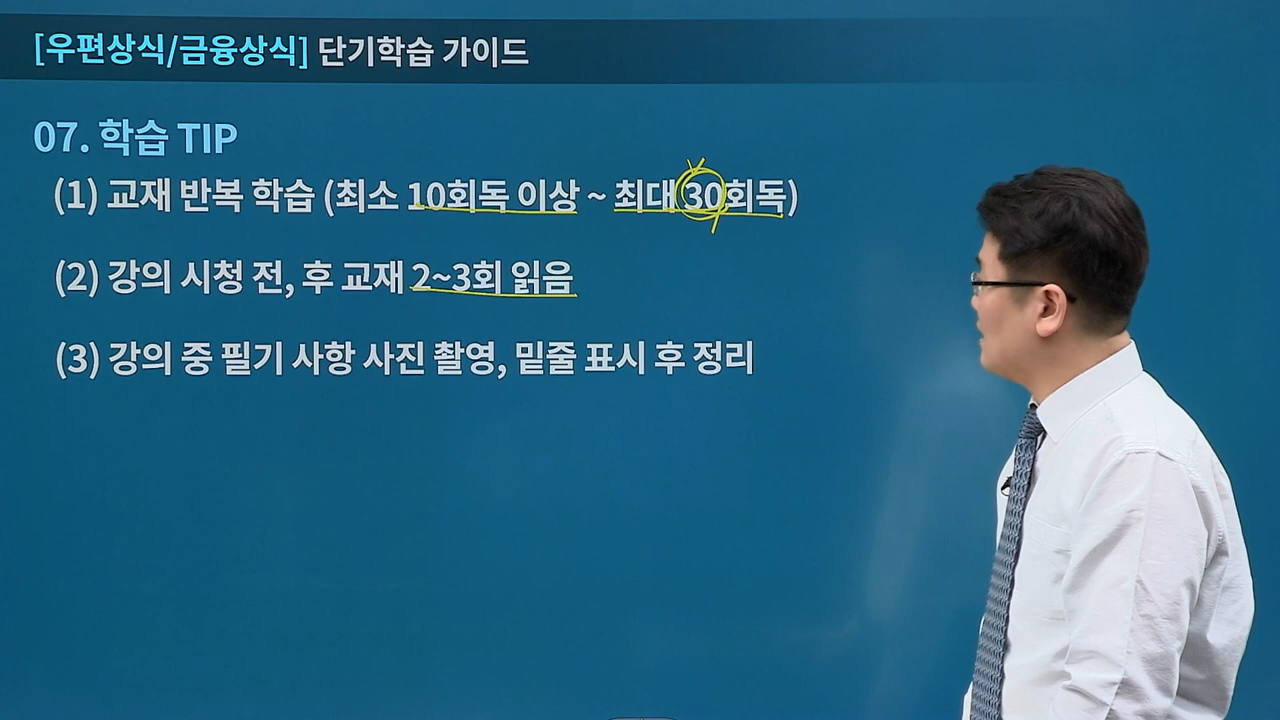 [우편상식/금융상식] 단기학습 가이드
07. 학습 TIP
(1) 교재 반복 학습 (최소 10회독 이상 ~ 최대 30회독)
(2) 강의 시청 전, 후 교재 2~3회 읽음
(3) 강의 중 필기 사항 사진 촬영, 밑줄 표시 후 정리